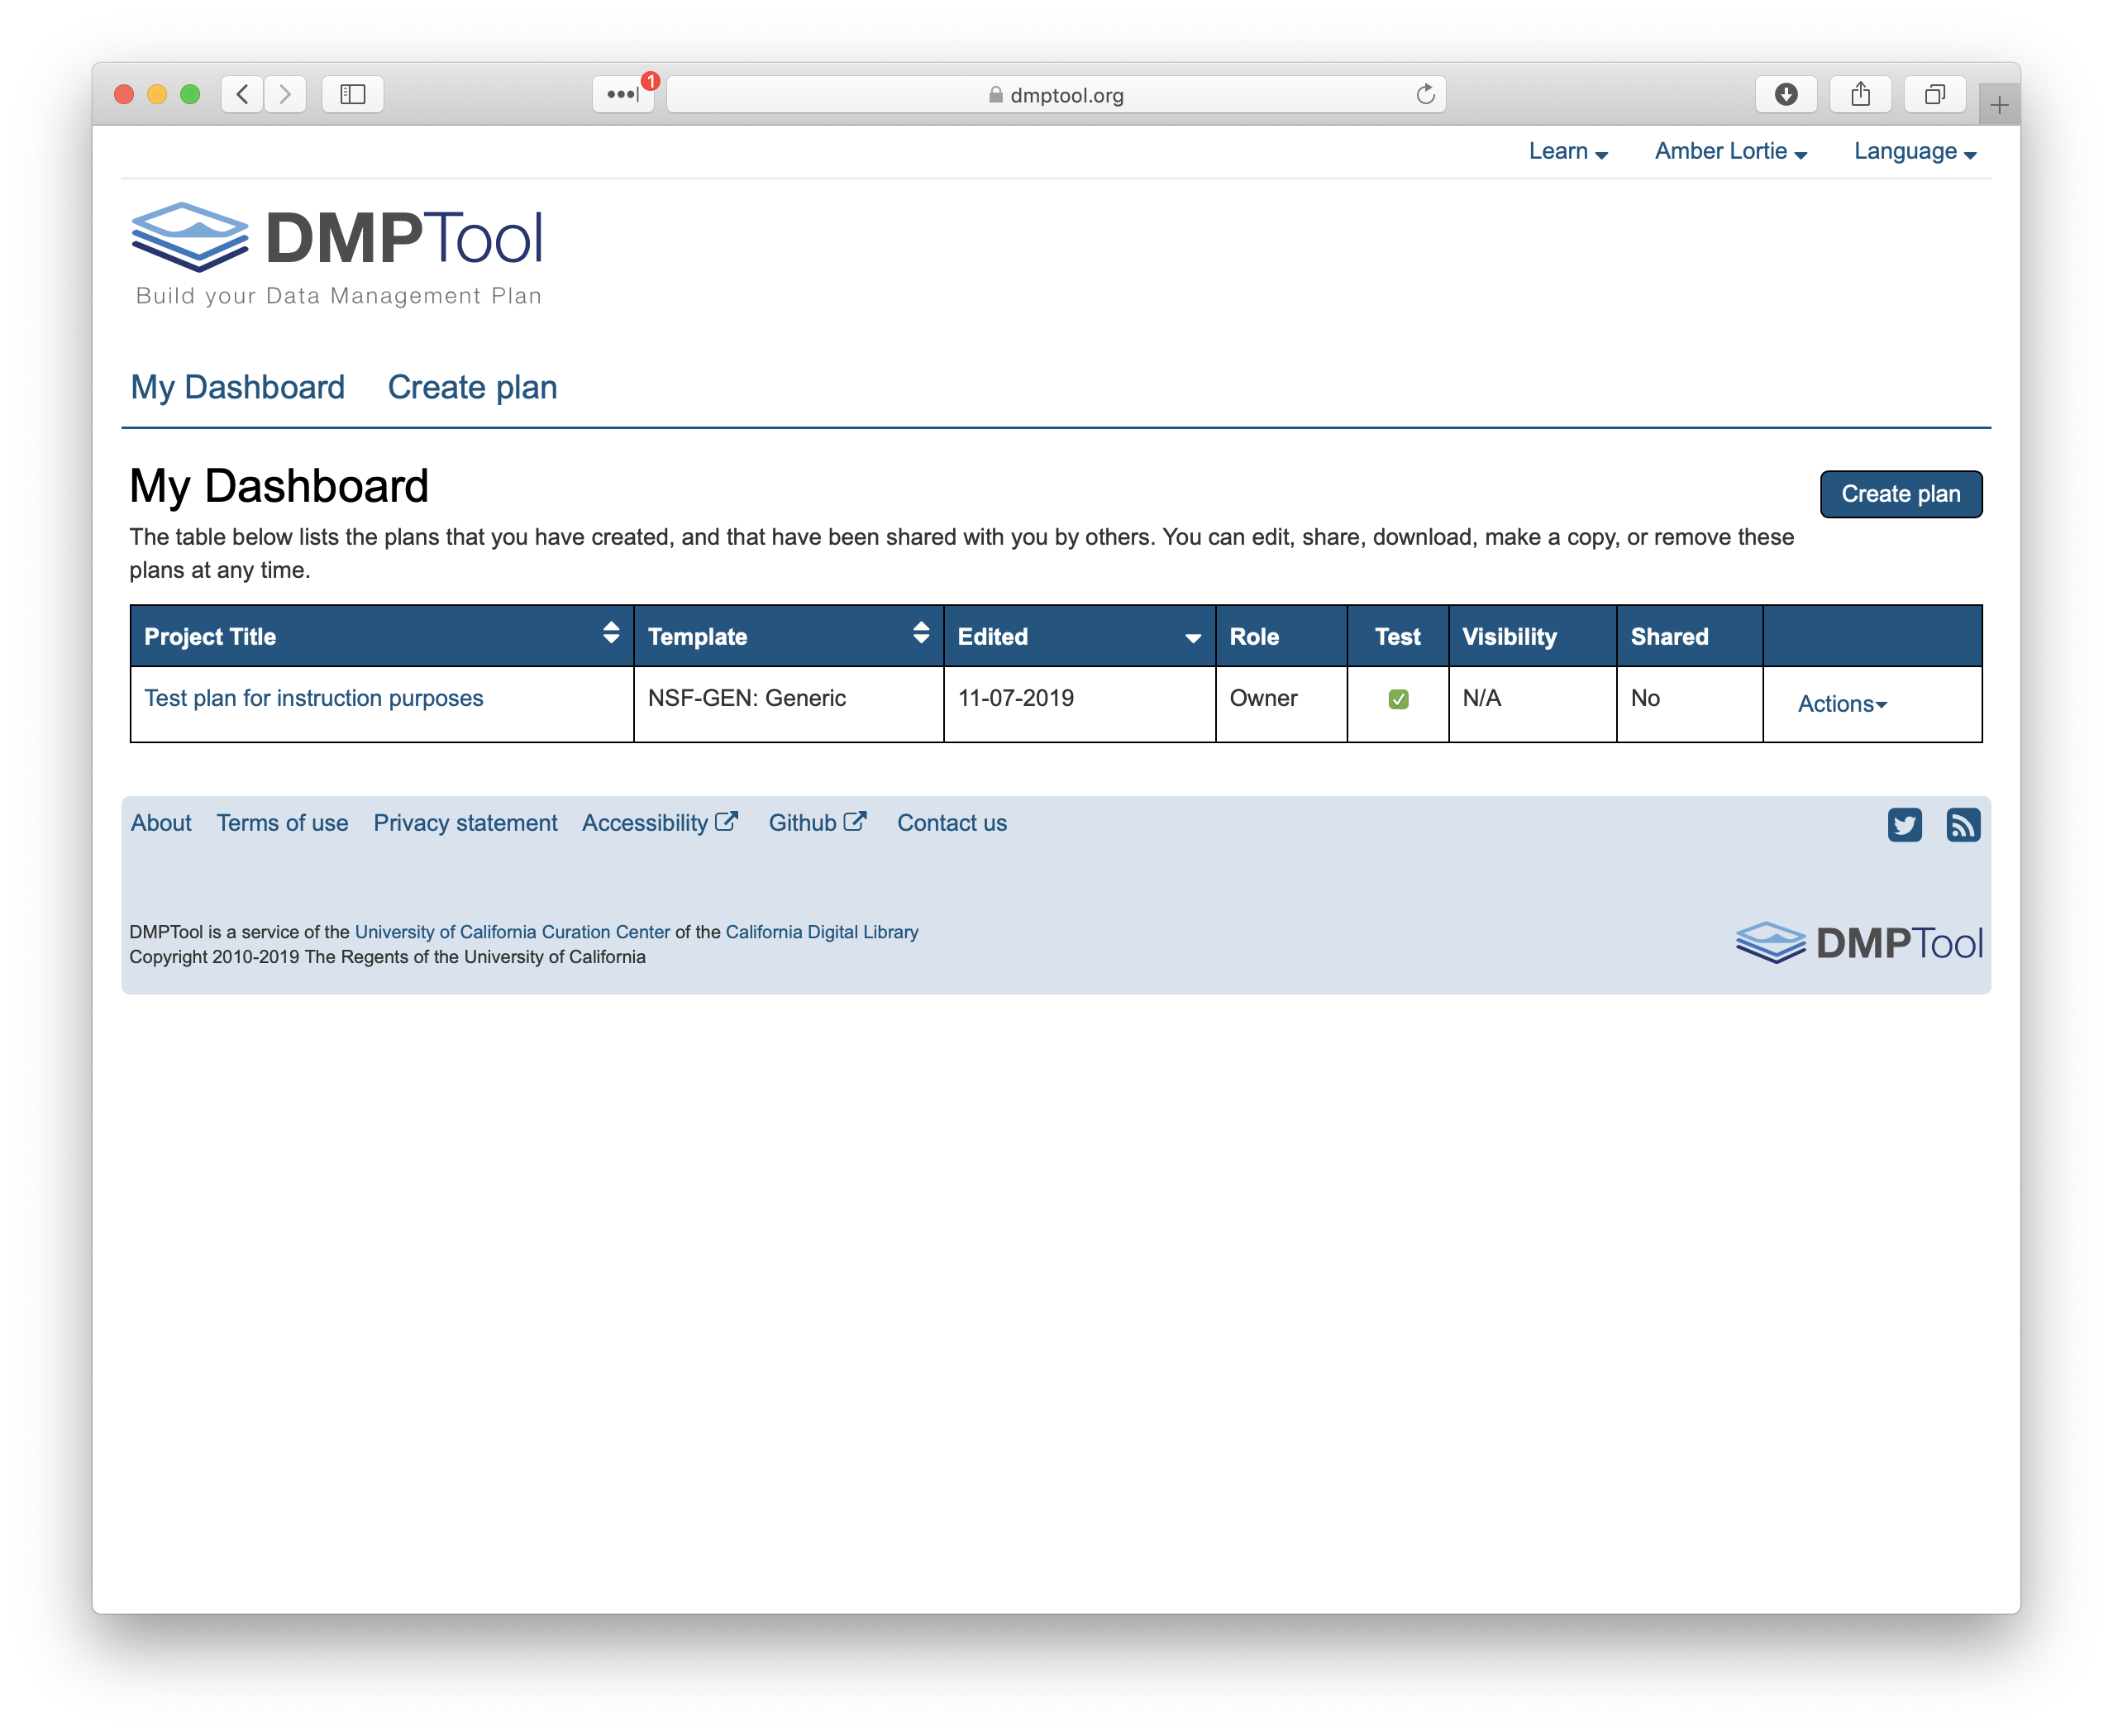 1
dmptool.org
Learn Amber Lortie Language
DMPTool
Build your Data Management Plan
My Dashboard Create plan
My Dashboard
Create plan
The table below lists the plans that you have created, and that have been shared with you by others. You can edit, share, download, make a copy, or remove these
plans at any time.
Project Title Template Edited Role Test Visibility Shared
Test plan for instruction purposes NSF-GEN: Generic 11-07-2019 Owner N/A No Actions
About Terms of use Privacy statement Accessibility Github Contact us
DMPTool is a service of the University of California Curation Center of the California Digital Library
Copyright 2010-2019 The Regents of the University of California
DMPTool